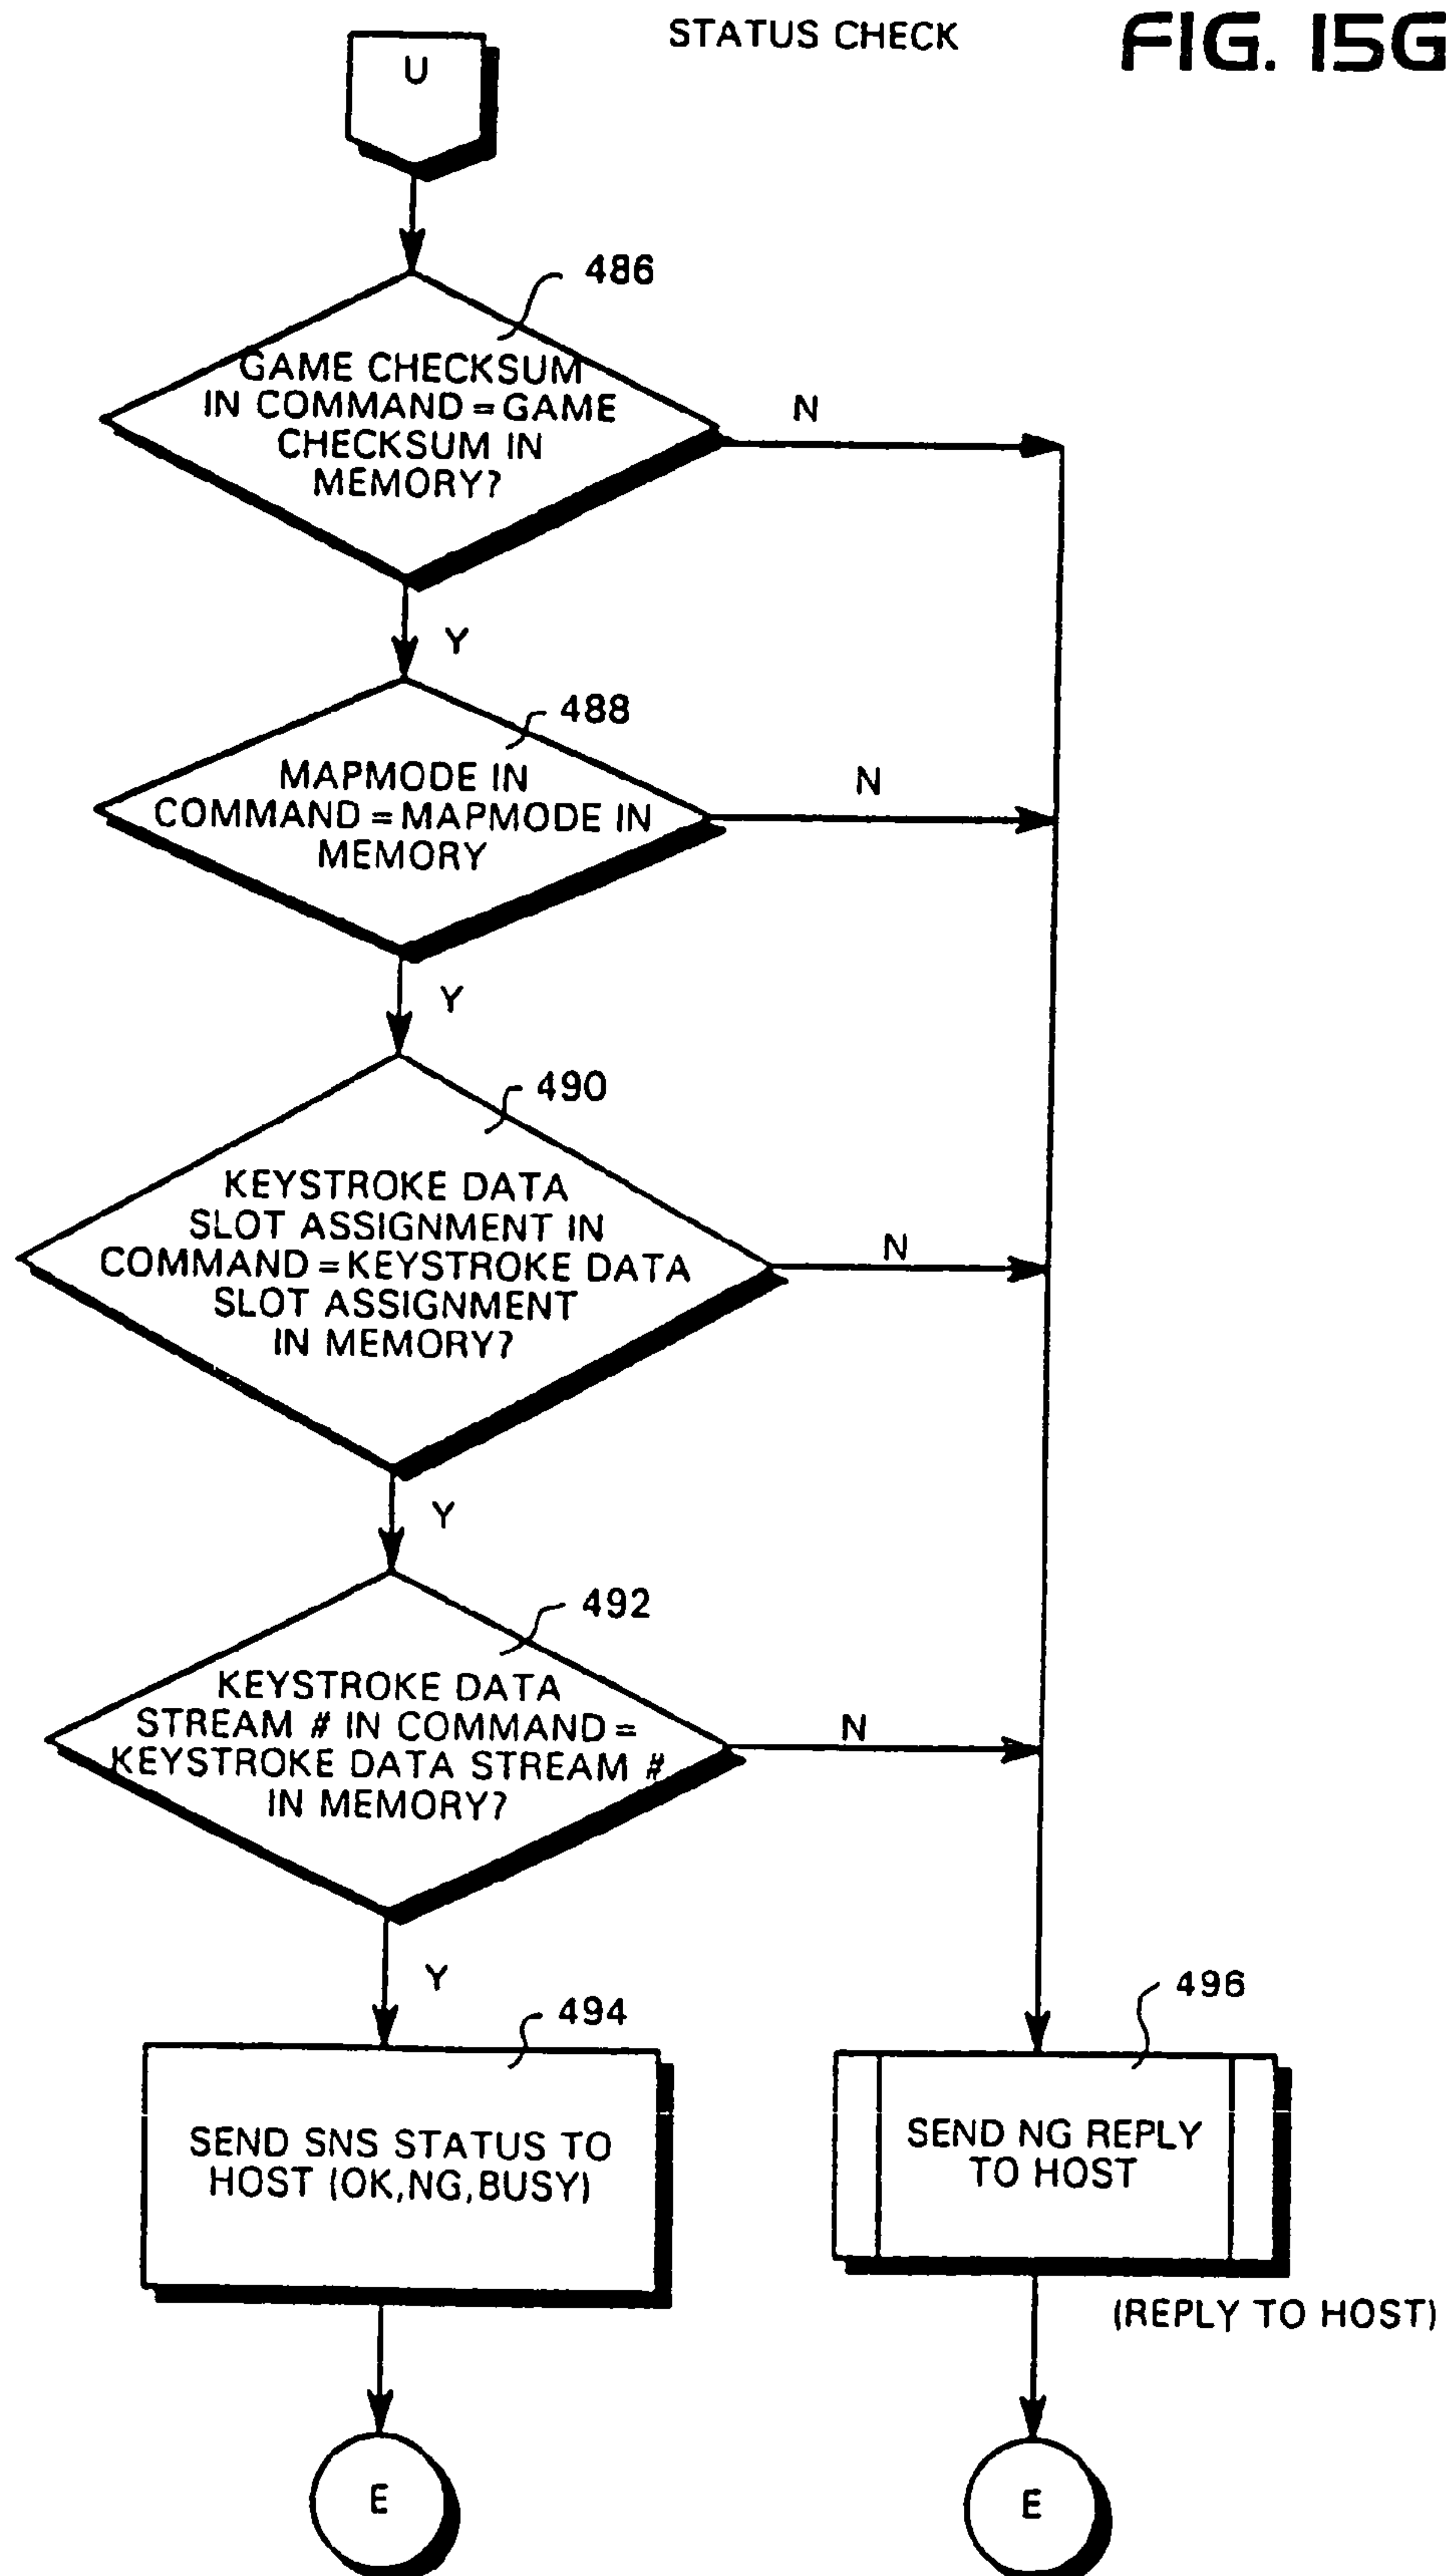 STATUS CHECK
FIG. 15G
U
486
GAME CHECKSUM
IN COMMAND = GAME
CHECKSUM IN
MEMORY?
N
Y
488
MAPMODE IN
COMMAND = MAPMODE IN
MEMORY
N
Y
490
KEYSTROKE DATA
SLOT ASSIGNMENT IN
COMMAND = KEYSTROKE DATA
SLOT ASSIGNMENT
IN MEMORY?
N
Y
492
KEYSTROKE DATA
STREAM # IN COMMAND =
KEYSTROKE DATA STREAM #
IN MEMORY?
N
Y
494
SEND SNS STATUS TO
HOST (OK,NG,BUSY)
496
SEND NG REPLY
TO HOST
(REPLY TO HOST)
E
E